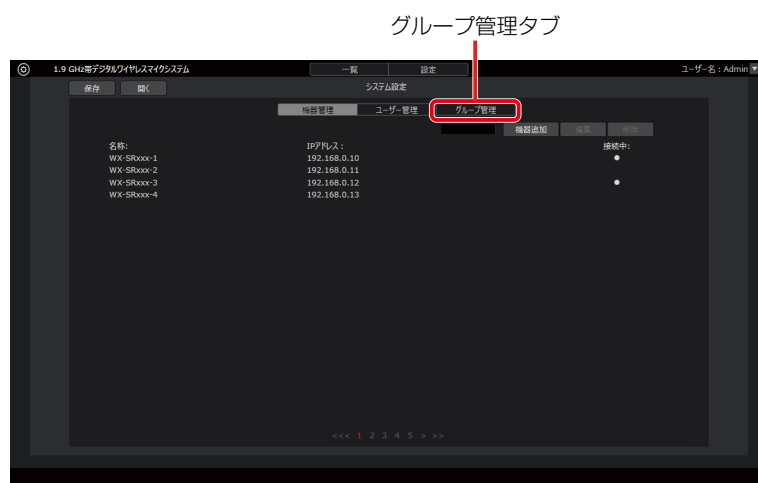 グループ管理タブ
1.9 GHz帯デジタルワイヤレスマイクシステム 一覧 設定 ユーザー名 : Admin
保存 開く システム設定
機器管理 ユーザー管理 グループ管理
機器追加 編集 削除
名称: IPアドレス : 接続中:
WX-SRxxx-1 192.168.0.10
WX-SRxxx-2 192.168.0.11
WX-SRxxx-3 192.168.0.12
WX-SRxxx-4 192.168.0.13
<<< 1 2 3 4 5 > >>